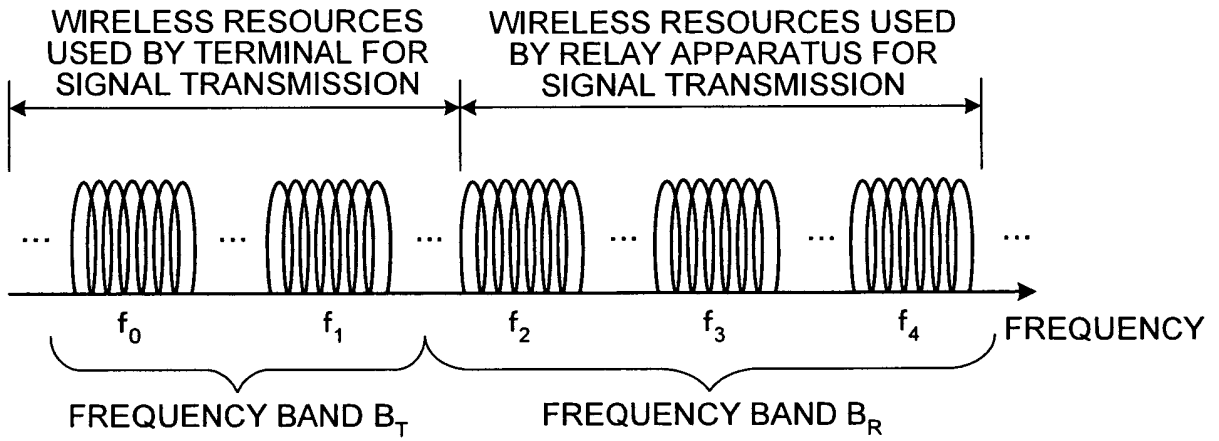 WIRELESS RESOURCES
USED BY TERMINAL FOR
SIGNAL TRANSMISSION
WIRELESS RESOURCES USED
BY RELAY APPARATUS FOR
SIGNAL TRANSMISSION
... ... ... ... ... ...
f0 f1 f2 f3 f4 FREQUENCY
FREQUENCY BAND BT FREQUENCY BAND BR